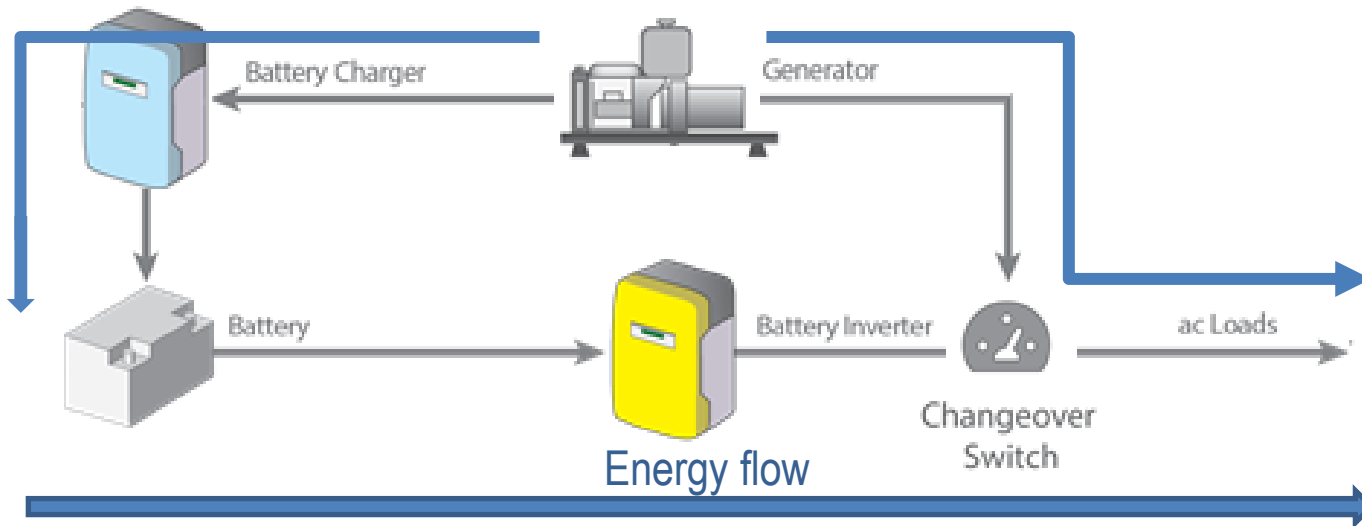 Battery Charger
Generator
Battery
Battery Inverter
ac Loads
Changeover
Switch
Energy flow